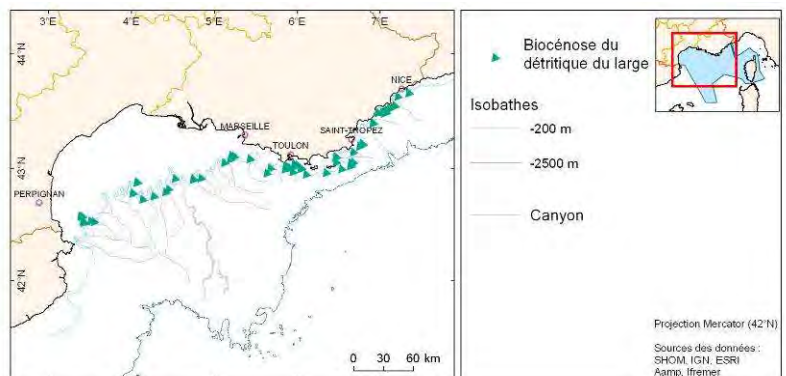 3°E 4°E 5°E 6°E 7°E
44°N
43°N
42°N
NICE
MARSEILLE
SAINT-TROPEZ
TOULON
PERPIGNAN
0 30 60 km
Biocénose du
détritique du large
Isobathes
-200 m
-2500 m
Canyon
Projection Mercator (42°N)
Sources des données :
SHOM, IGN, ESRI
Aamp, Ifremer